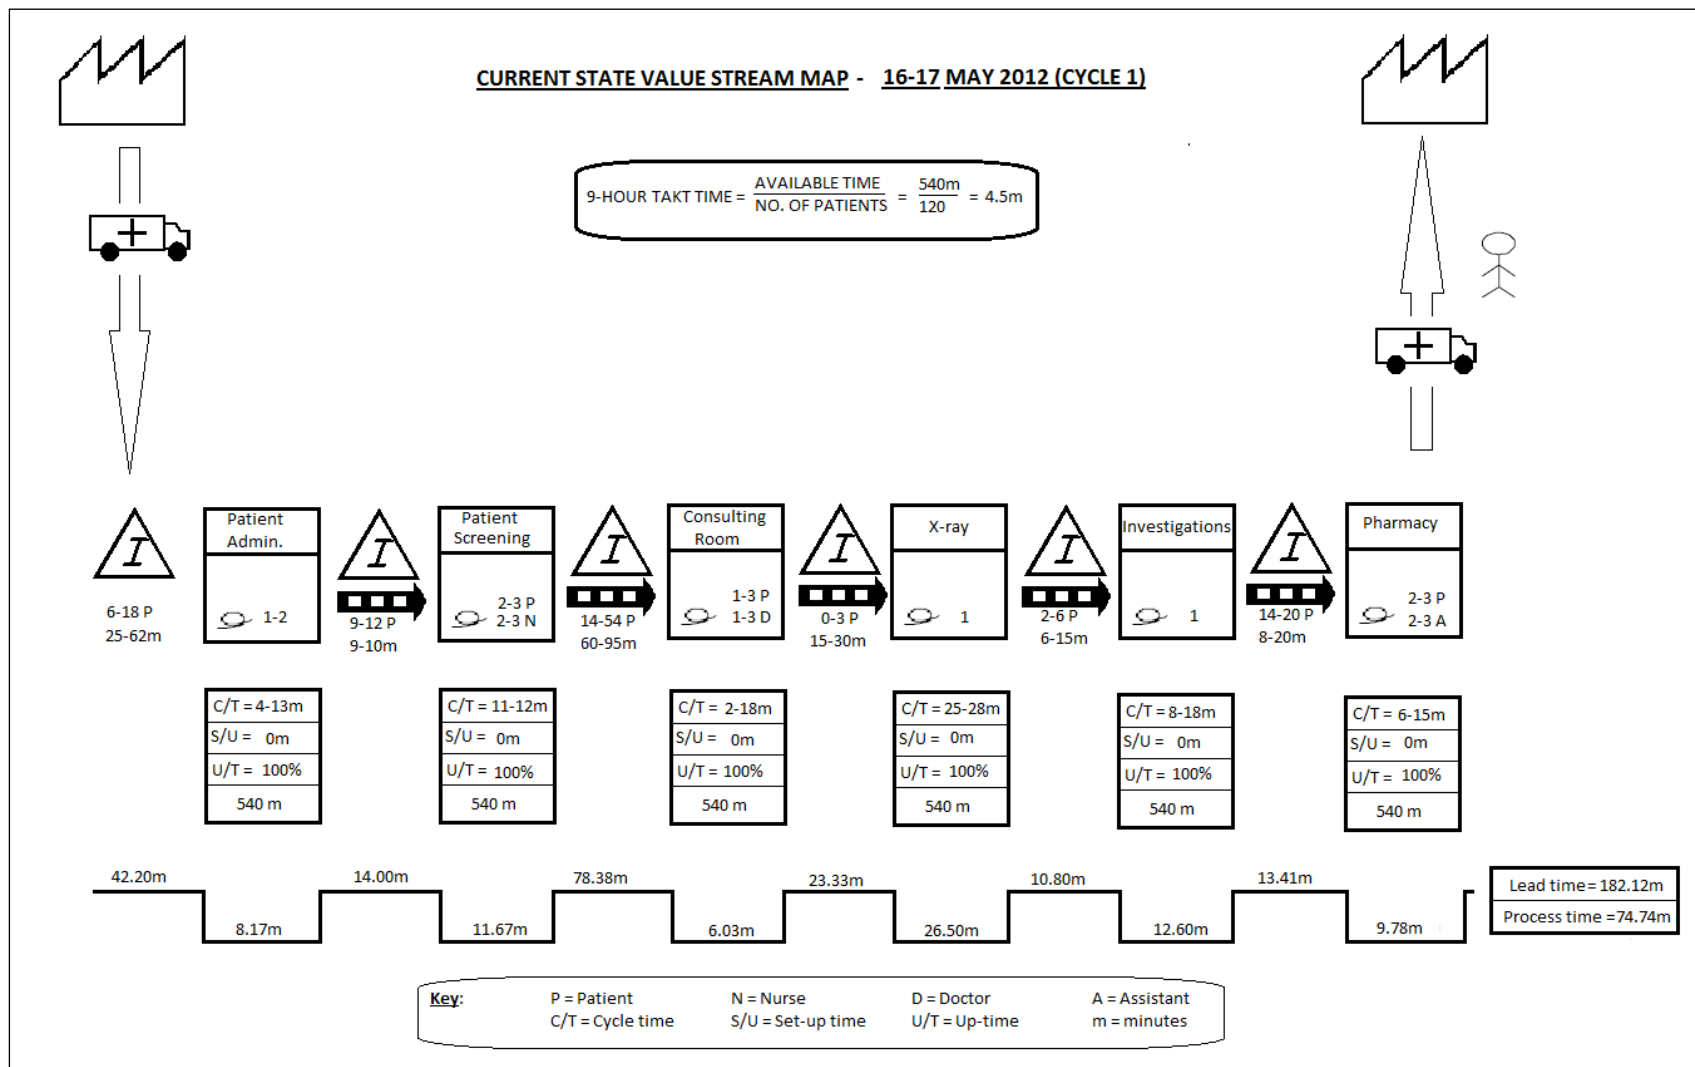 CURRENT STATE VALUE STREAM MAP - 16-17 MAY 2012 (CYCLE 1)
9-HOUR TAKT TIME = AVAILABLE TIME / NO. OF PATIENTS = 540m / 120 = 4.5m
I
6-18 P
25-62m
Patient
Admin.
1-2
I
9-12 P
9-10m
Patient
Screening
2-3 P
2-3 N
I
14-54 P
60-95m
Consulting
Room
1-3 P
1-3 D
I
0-3 P
15-30m
X-ray
1
I
2-6 P
6-15m
Investigations
1
I
14-20 P
8-20m
Pharmacy
2-3 P
2-3 A
C/T = 4-13m
S/U = 0m
U/T = 100%
540 m
C/T = 11-12m
S/U = 0m
U/T = 100%
540 m
C/T = 2-18m
S/U = 0m
U/T = 100%
540 m
C/T = 25-28m
S/U = 0m
U/T = 100%
540 m
C/T = 8-18m
S/U = 0m
U/T = 100%
540 m
C/T = 6-15m
S/U = 0m
U/T = 100%
540 m
42.20m
8.17m
14.00m
11.67m
78.38m
6.03m
23.33m
26.50m
10.80m
12.60m
13.41m
9.78m
Lead time = 182.12m
Process time =74.74m
Key: P = Patient N = Nurse D = Doctor A = Assistant
C/T = Cycle time S/U = Set-up time U/T = Up-time m = minutes